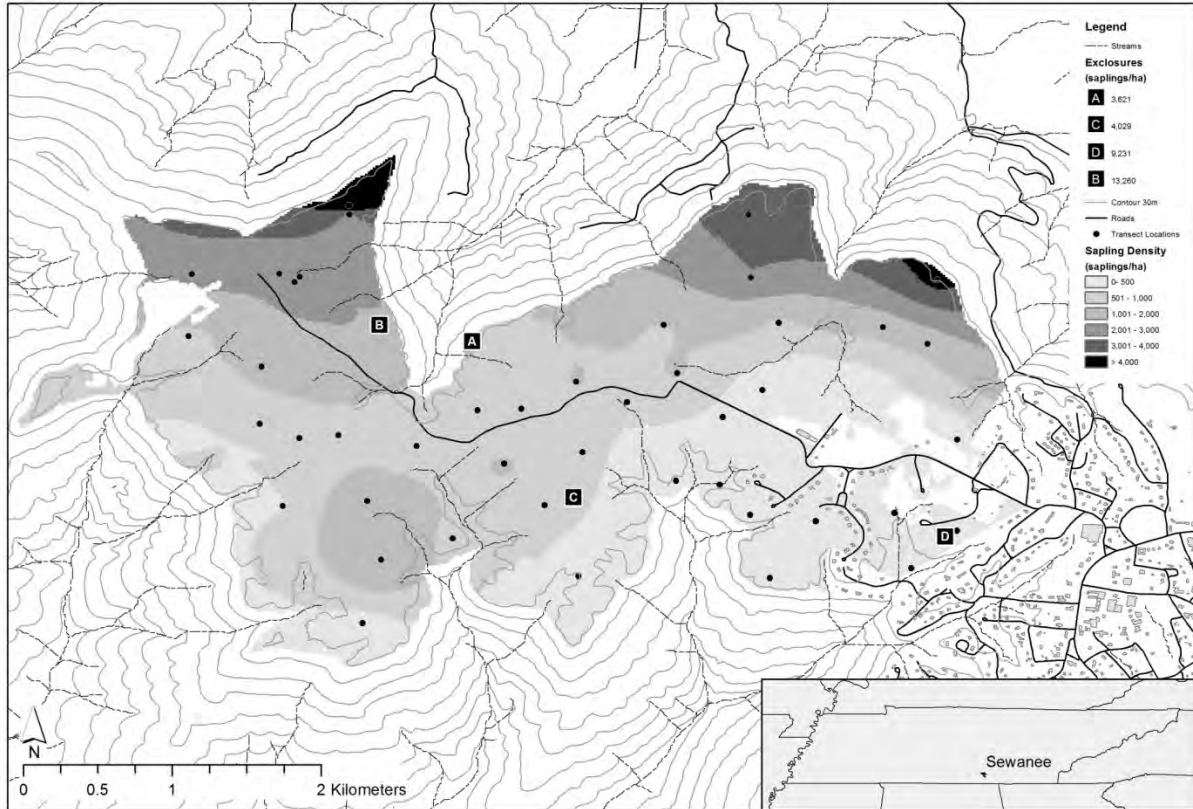 Legend
Streams
Exclosures
(saplings/ha)
A 3,621
C 4,029
D 9,231
B 13,260
Contour 30m
Roads
Transect Locations
Sapling Density
(saplings/ha)
0- 500
501 - 1,000
1,001 - 2,000
2,001 - 3,000
3,001 - 4,000
> 4,000
B
A
C
D
N
0 0.5 1 2 Kilometers
Sewanee